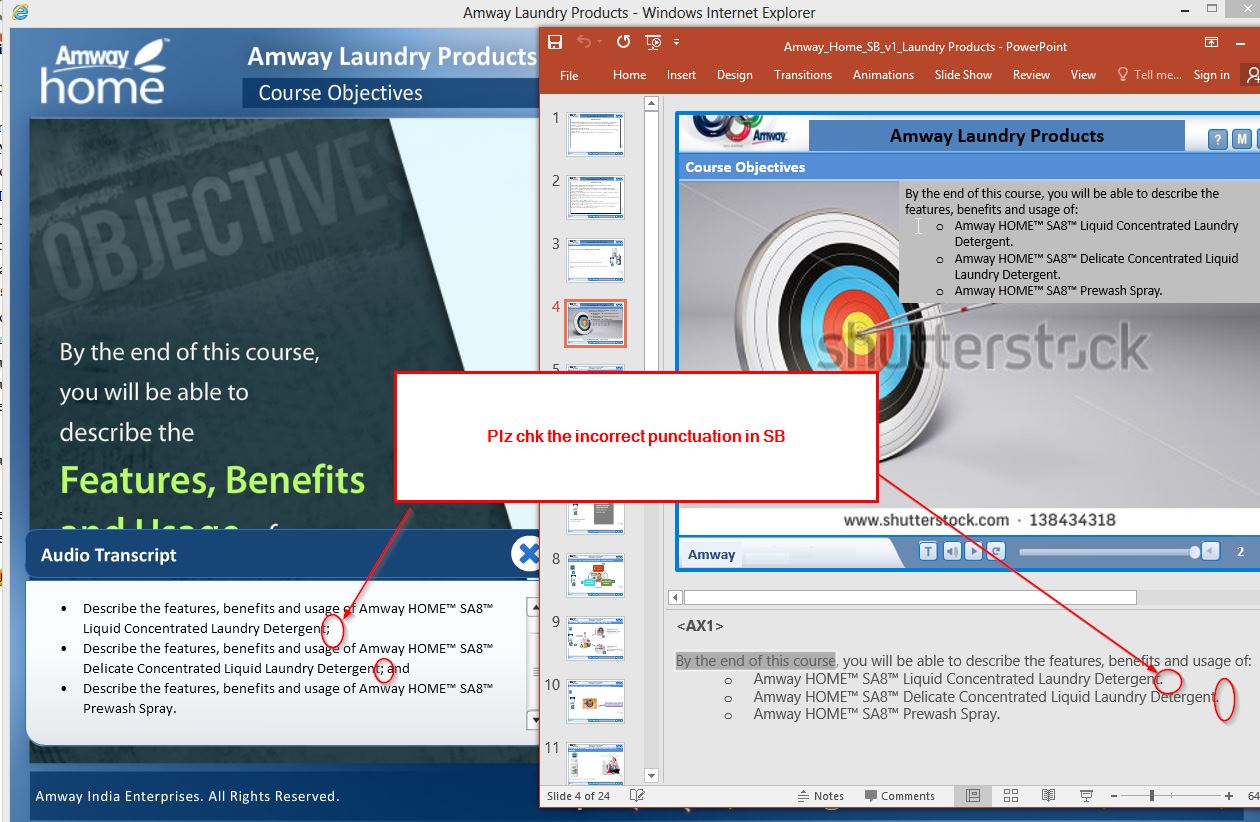 Amway Laundry Products - Windows Internet Explorer
Amway
home
Amway Laundry Products
Course Objectives
OBJECTIVE
By the end of this course,
you will be able to
describe the
Features, Benefits
and Usage of
Audio Transcript
• Describe the features, benefits and usage of Amway HOME™ SA8™
Liquid Concentrated Laundry Detergent;
• Describe the features, benefits and usage of Amway HOME™ SA8™
Delicate Concentrated Liquid Laundry Detergent; and
• Describe the features, benefits and usage of Amway HOME™ SA8™
Prewash Spray.
Amway India Enterprises. All Rights Reserved.
Plz chk the incorrect punctuation in SB
Amway_Home_SB_v1_Laundry Products - PowerPoint
File Home Insert Design Transitions Animations Slide Show Review View Tell me... Sign in
1
2
3
4
5
8
9
10
11
Amway
Amway Laundry Products
? M
Course Objectives
By the end of this course, you will be able to describe the
features, benefits and usage of:
o Amway HOME™ SA8™ Liquid Concentrated Laundry
Detergent.
o Amway HOME™ SA8™ Delicate Concentrated Liquid
Laundry Detergent.
o Amway HOME™ SA8™ Prewash Spray.
shutterstock
www.shutterstock.com · 138434318
Amway
T
2
<AX1>
By the end of this course, you will be able to describe the features, benefits and usage of:
o Amway HOME™ SA8™ Liquid Concentrated Laundry Detergent.
o Amway HOME™ SA8™ Delicate Concentrated Liquid Laundry Detergent.
o Amway HOME™ SA8™ Prewash Spray.
Slide 4 of 24 Notes Comments 64